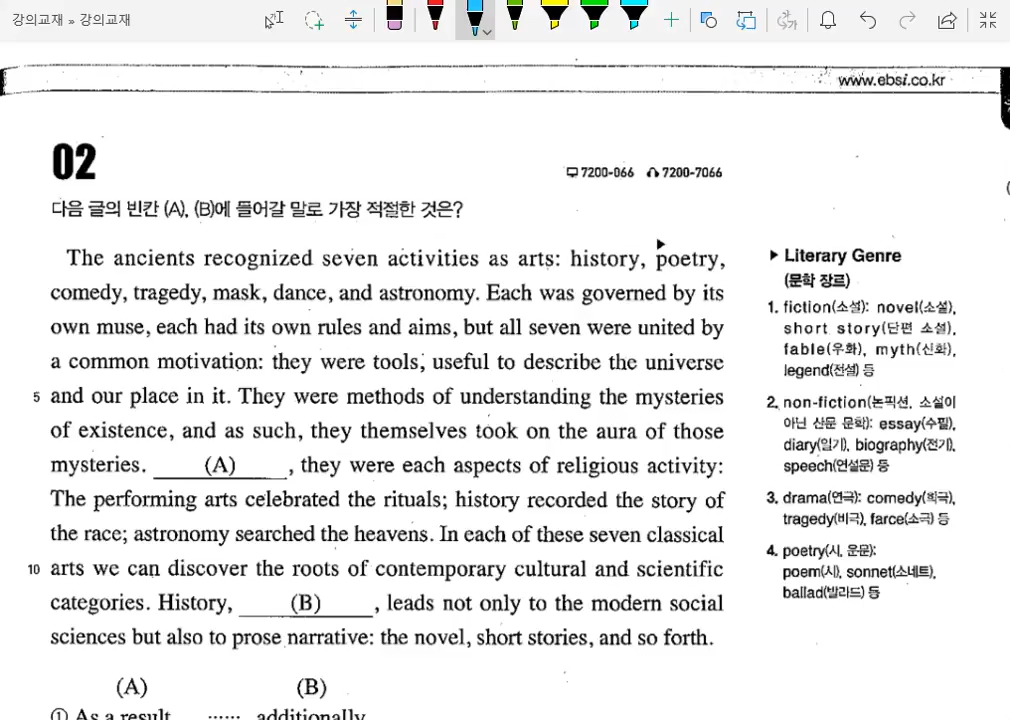 강의교재 » 강의교재
www.ebsi.co.kr
02
7200-066 7200-7066
다음 글의 빈칸 (A), (B)에 들어갈 말로 가장 적절한 것은?
The ancients recognized seven activities as arts: history, poetry,
comedy, tragedy, mask, dance, and astronomy. Each was governed by its
own muse, each had its own rules and aims, but all seven were united by
a common motivation: they were tools, useful to describe the universe
5 and our place in it. They were methods of understanding the mysteries
of existence, and as such, they themselves took on the aura of those
mysteries. (A) , they were each aspects of religious activity:
The performing arts celebrated the rituals; history recorded the story of
the race; astronomy searched the heavens. In each of these seven classical
10 arts we can discover the roots of contemporary cultural and scientific
categories. History, (B) , leads not only to the modern social
sciences but also to prose narrative: the novel, short stories, and so forth.
(A) (B)
① As a result ...... additionally
▶ Literary Genre
(문학 장르)
1. fiction(소설): novel(소설),
short story(단편 소설),
fable(우화), myth(신화),
legend(전설) 등
2. non-fiction(논픽션, 소설이
아닌 산문 문학): essay(수필),
diary(일기), biography(전기),
speech(연설문) 등
3. drama(연극): comedy(희극),
tragedy(비극), farce(소극) 등
4. poetry(시, 운문):
poem(시), sonnet(소네트),
ballad(발라드) 등